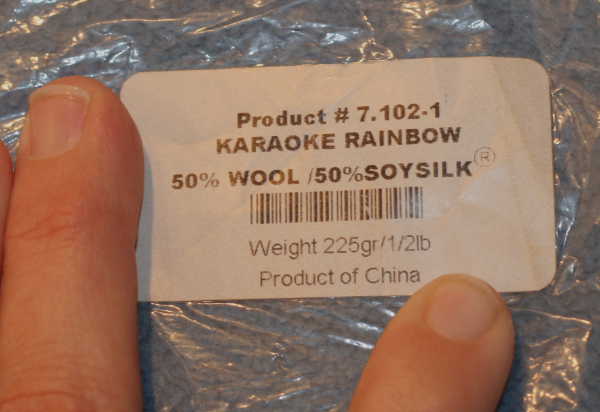 Product # 7.102-1
KARAOKE RAINBOW
50% WOOL /50%SOYSILK®
Weight 225gr/1/2lb
Product of China